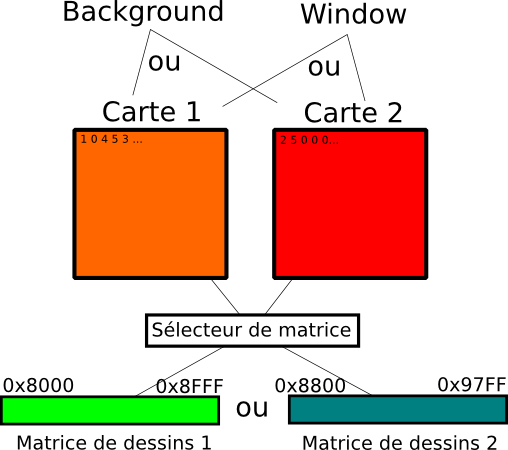 Background Window
ou ou
Carte 1 Carte 2
1 0 4 5 3 ... 2 5 0 0 0...
Sélecteur de matrice
0x8000 0x8FFF 0x8800 0x97FF
ou
Matrice de dessins 1 Matrice de dessins 2